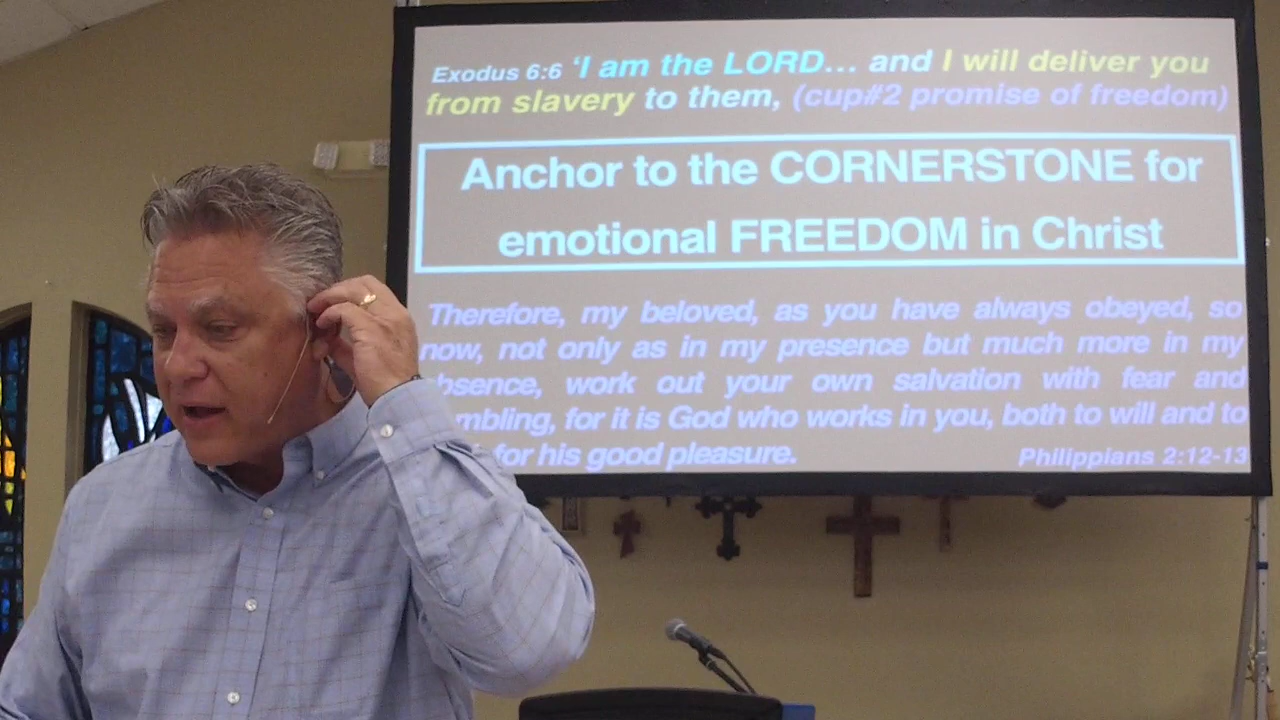 Exodus 6:6 ‘I am the LORD... and I will deliver you
from slavery to them, (cup#2 promise of freedom)
Anchor to the CORNERSTONE for
emotional FREEDOM in Christ
Therefore, my beloved, as you have always obeyed, so
now, not only as in my presence but much more in my
bsence, work out your own salvation with fear and
mbling, for it is God who works in you, both to will and to
for his good pleasure. Philippians 2:12-13